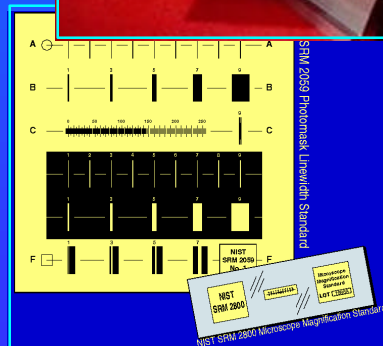 A A
1 3 5 7 9
B B
0 50 100 150 200 250
9
C C
1 2 3 4 5 6 7 8 9
1 3 5 7 9
1 3 5 7
F F
NIST
SRM 2059
No. 1
SRM 2059 Photomask Linewidth Standard
NIST
SRM 2800
Microscope
Magnification
Standard
LOT
NIST SRM 2800 Microscope Magnification Standard